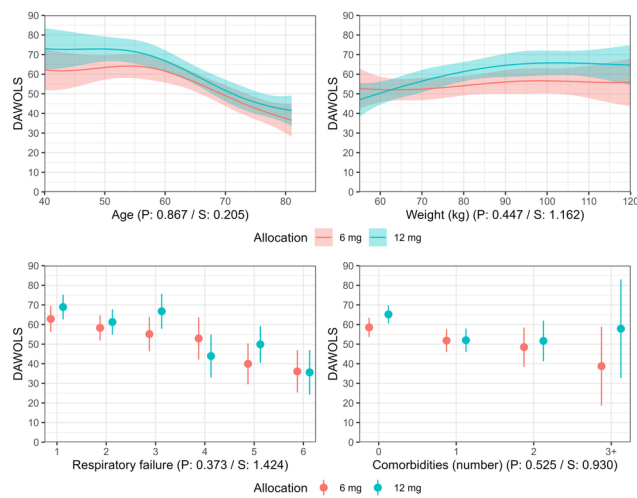 DAWOLS
90
80
70
60
50
40
30
20
10
0
40 50 60 70 80
Age (P: 0.867 / S: 0.205)
DAWOLS
90
80
70
60
50
40
30
20
10
0
60 70 80 90 100 110 120
Weight (kg) (P: 0.447 / S: 1.162)
Allocation 6 mg 12 mg
DAWOLS
90
80
70
60
50
40
30
20
10
0
1 2 3 4 5 6
Respiratory failure (P: 0.373 / S: 1.424)
DAWOLS
90
80
70
60
50
40
30
20
10
0
0 1 2 3+
Comorbidities (number) (P: 0.525 / S: 0.930)
Allocation 6 mg 12 mg